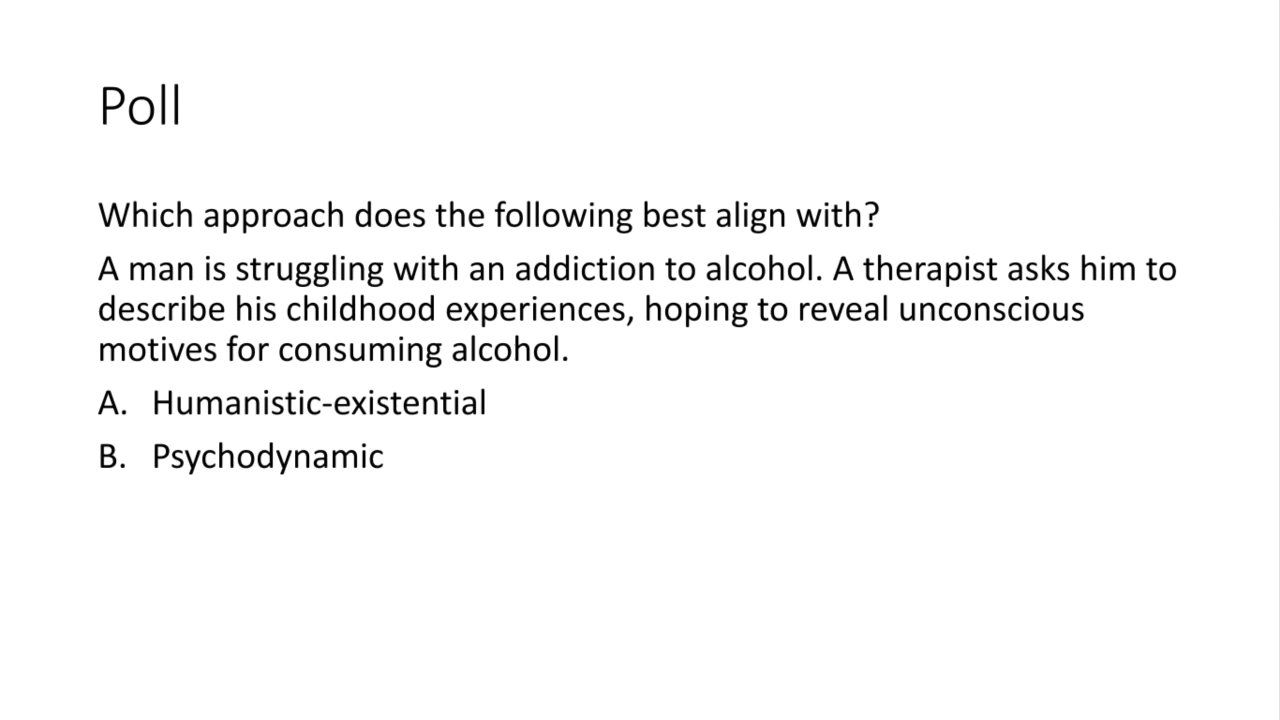 Poll
Which approach does the following best align with?
A man is struggling with an addiction to alcohol. A therapist asks him to
describe his childhood experiences, hoping to reveal unconscious
motives for consuming alcohol.
A. Humanistic-existential
B. Psychodynamic